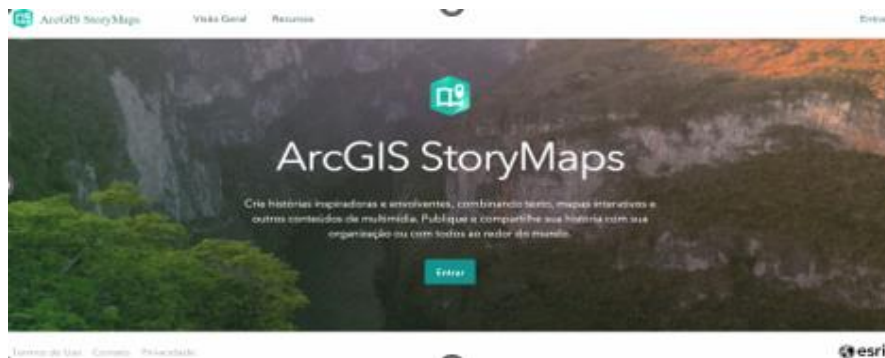 ArcGIS StoryMaps Visão Geral Recursos Entrar
ArcGIS StoryMaps
Crie histórias inspiradoras e envolventes, combinando texto, mapas interativos e
outros conteúdos de multimídia. Publique e compartilhe sua história com sua
organização ou com todos ao redor do mundo.
Entrar
Termos de Uso Contato Privacidade
esri